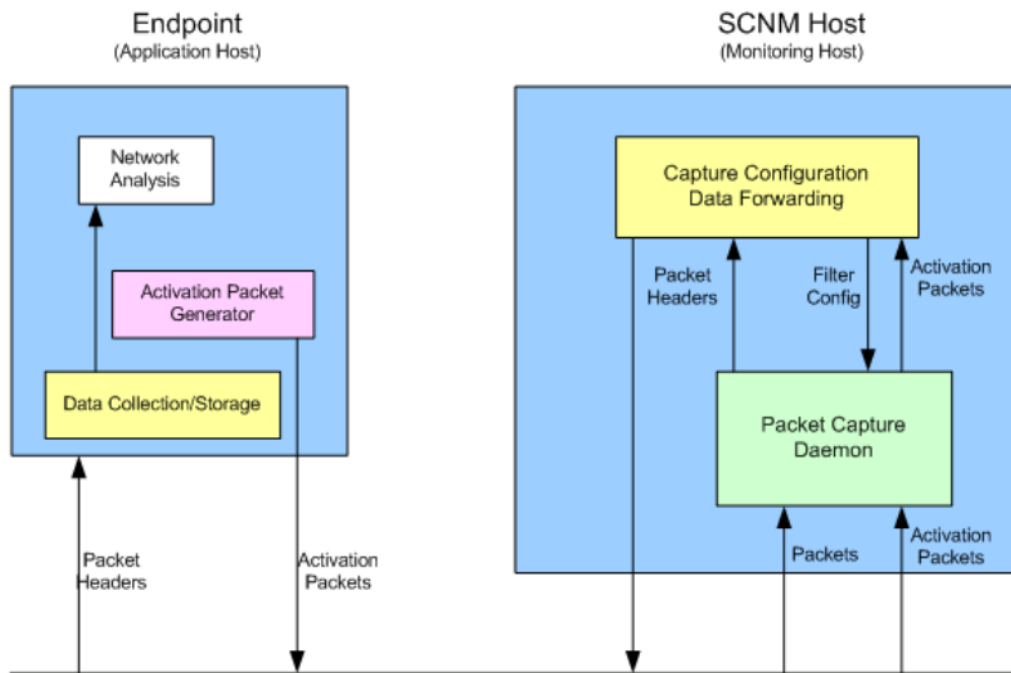 Endpoint
(Application Host)
SCNM Host
(Monitoring Host)
Network
Analysis
Activation Packet
Generator
Data Collection/Storage
Packet
Headers
Activation
Packets
Capture Configuration
Data Forwarding
Packet
Headers
Filter
Config
Activation
Packets
Packet Capture
Daemon
Packets
Activation
Packets